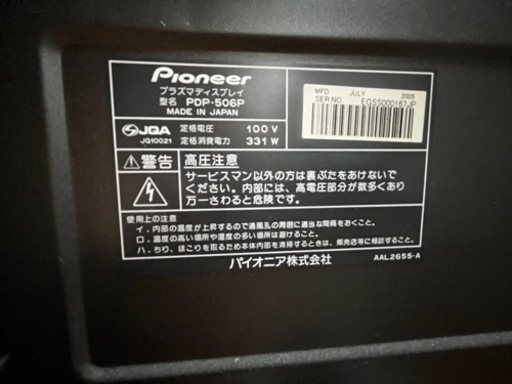 Pioneer
プラズマディスプレイ
型名 PDP-506P
MADE IN JAPAN
JQA 定格電圧 100V
JQ10021 定格消費電力 331W
MFD. JULY 2005
SER.NO EGSS000167JP
警告 高圧注意
サービスマン以外の方は裏ぶたをあけないで
ください。内部には、高電圧部分が数多くあり
万一さわると危険です。
使用上の注意
イ.内部の温度が上昇するので通風孔の周囲に適当な間隔をおくこと。
ロ.温度の高い場所や湿度の多い場所は避けること。
ハ.ちり、ほこりを取るため本体内部を清掃するときは、販売店等に相談すること。
パイオニア株式会社
AAL2655-A